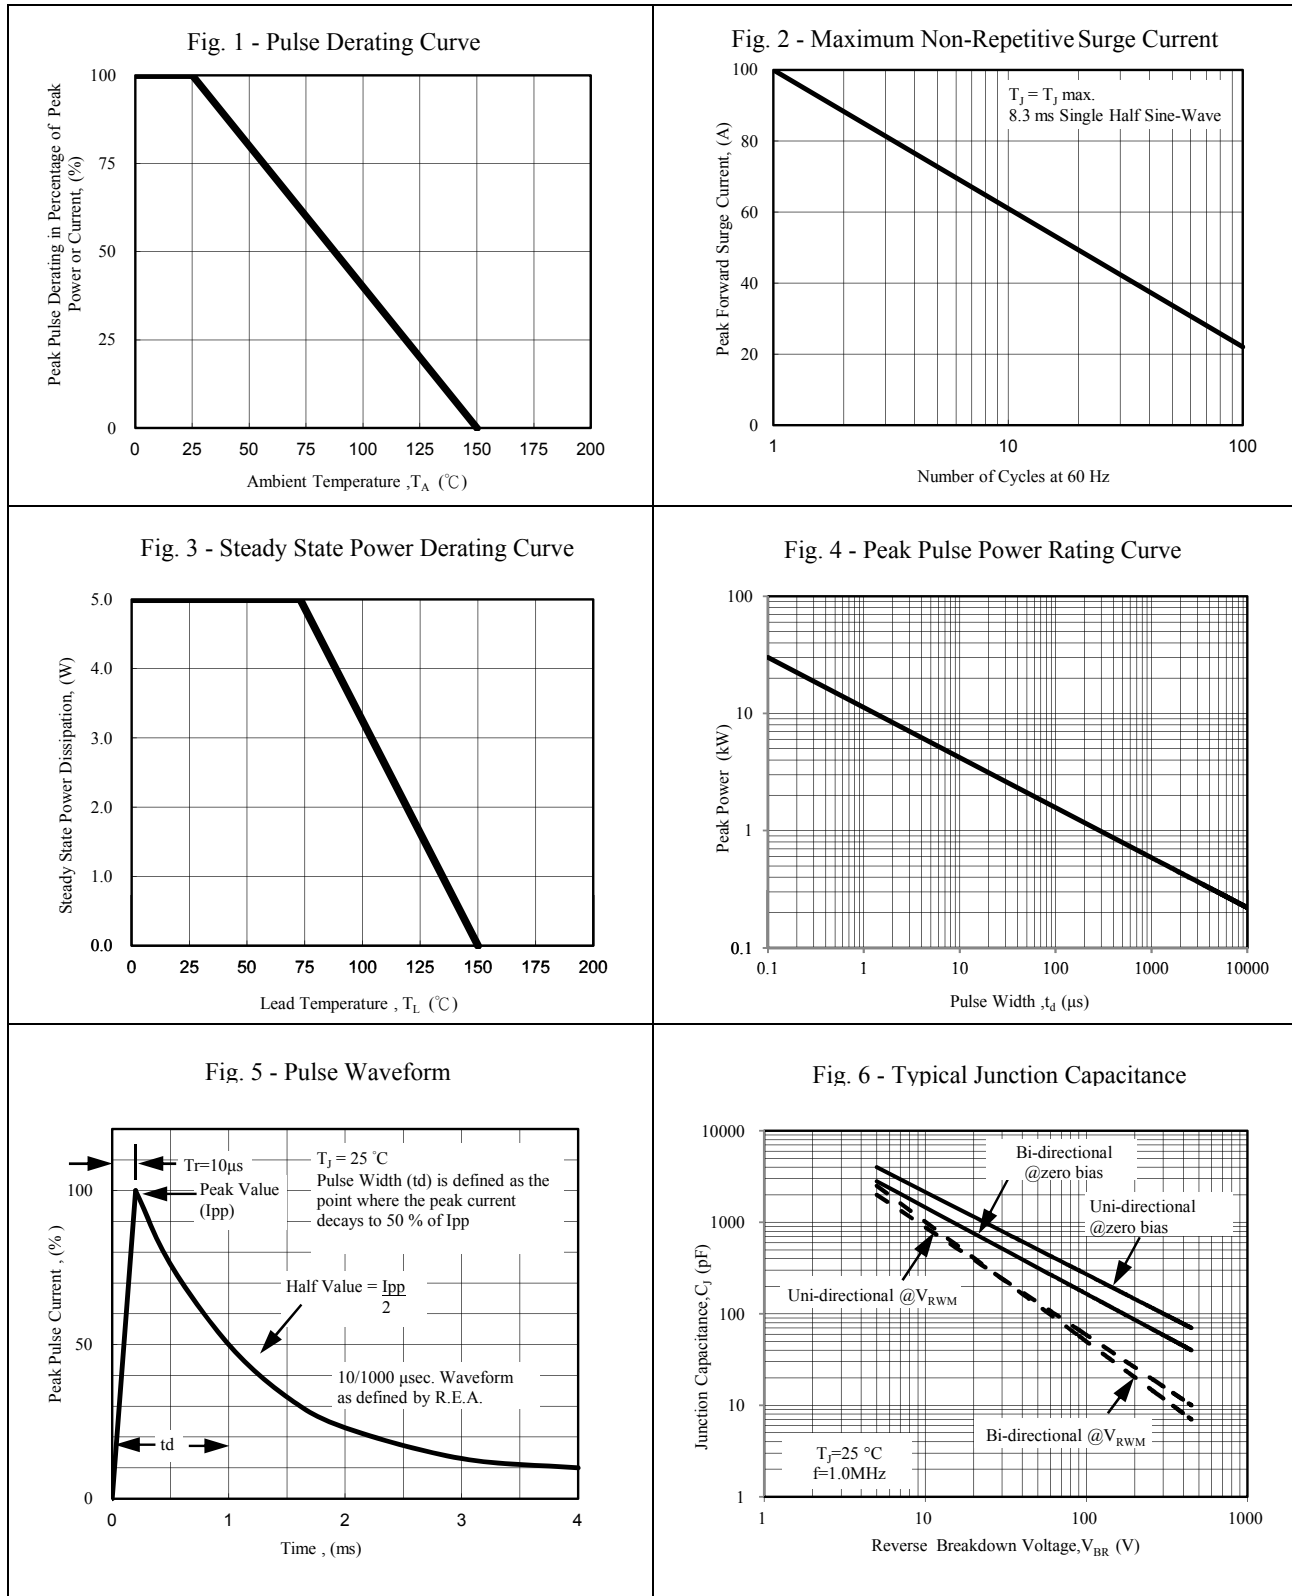 Fig. 1 - Pulse Derating Curve
Peak Pulse Derating in Percentage of Peak
Power or Current, (%)
100
75
50
25
0
0 25 50 75 100 125 150 175 200
Ambient Temperature ,TA (℃)
Fig. 2 - Maximum Non-Repetitive Surge Current
Peak Forward Surge Current, (A)
100
80
60
40
20
0
TJ = TJ max.
8.3 ms Single Half Sine-Wave
1 10 100
Number of Cycles at 60 Hz
Fig. 3 - Steady State Power Derating Curve
Steady State Power Dissipation, (W)
5.0
4.0
3.0
2.0
1.0
0.0
0 25 50 75 100 125 150 175 200
Lead Temperature , TL (℃)
Fig. 4 - Peak Pulse Power Rating Curve
Peak Power (kW)
100
10
1
0.1
0.1 1 10 100 1000 10000
Pulse Width ,td (μs)
Fig. 5 - Pulse Waveform
Peak Pulse Current , (%)
100
50
0
Tr=10μs
Peak Value
(Ipp)
TJ = 25 °C
Pulse Width (td) is defined as the
point where the peak current
decays to 50 % of Ipp
Half Value = Ipp
2
10/1000 μsec. Waveform
as defined by R.E.A.
td
0 1 2 3 4
Time , (ms)
Fig. 6 - Typical Junction Capacitance
Junction Capacitance,CJ (pF)
10000
1000
100
10
1
Bi-directional
@zero bias
Uni-directional
@zero bias
Uni-directional @VRWM
Bi-directional @VRWM
TJ=25 °C
f=1.0MHz
1 10 100 1000
Reverse Breakdown Voltage,VBR (V)